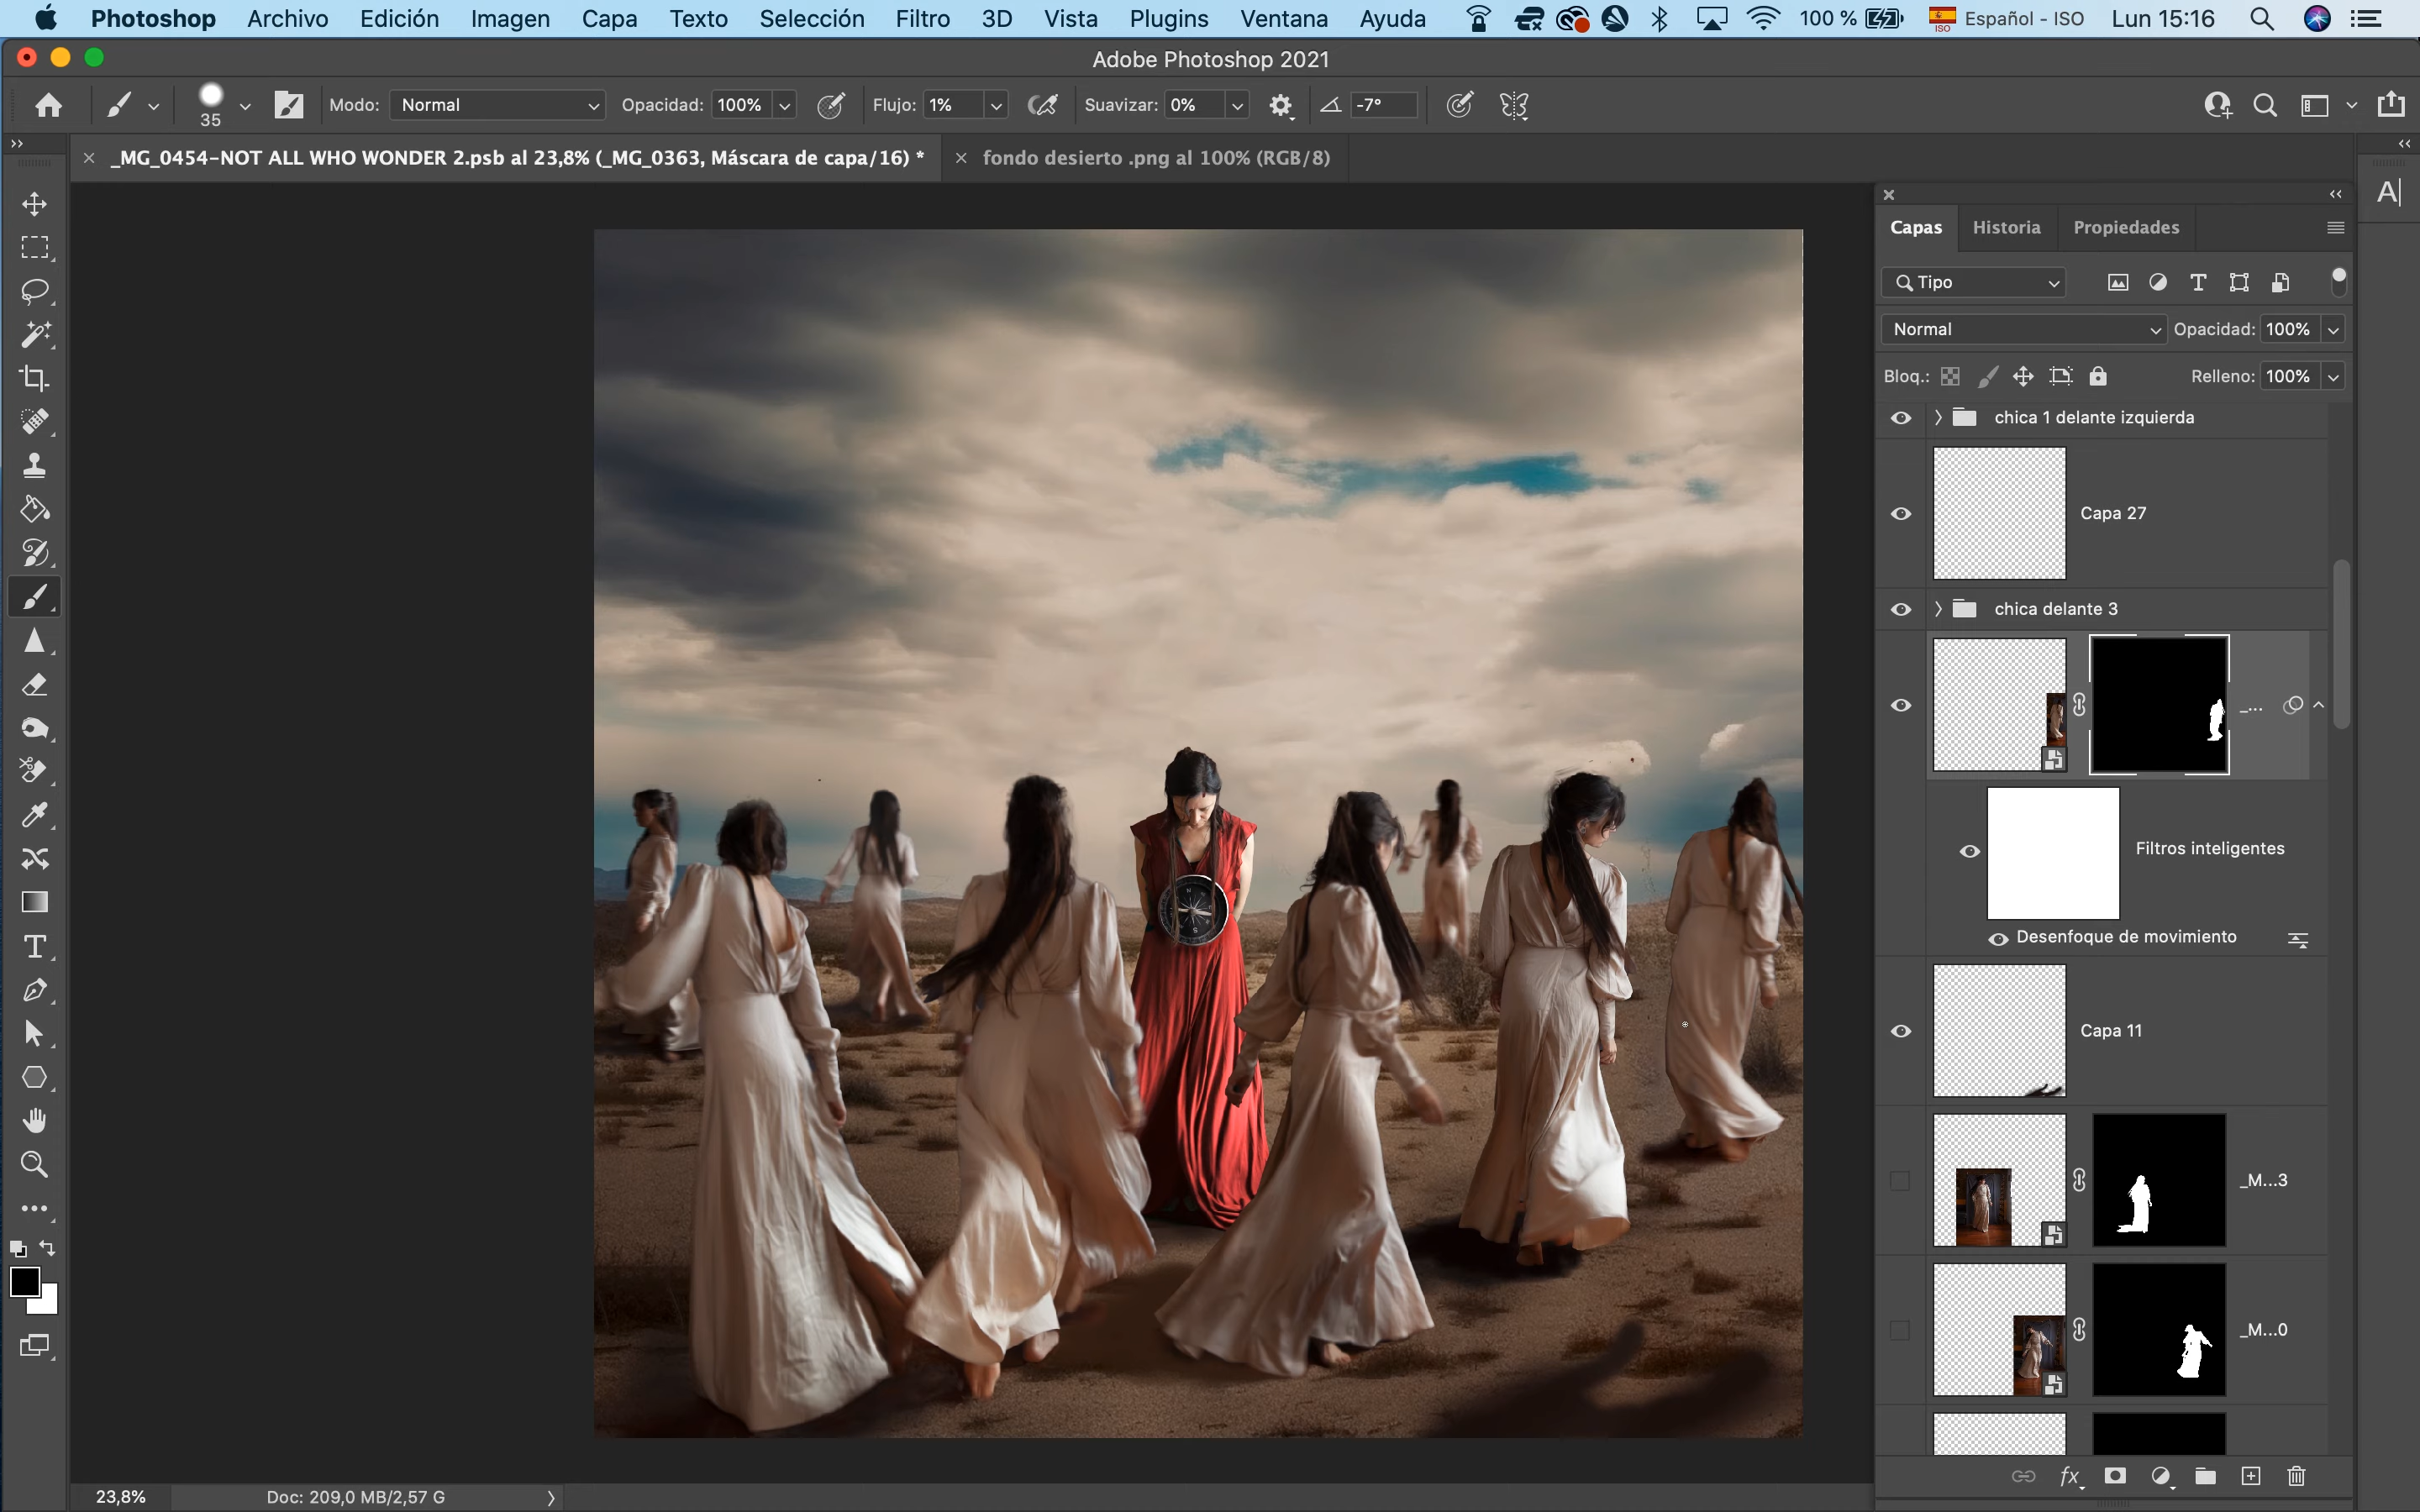 Photoshop Archivo Edición Imagen Capa Texto Selección Filtro 3D Vista Plugins Ventana Ayuda 100 % ISO Español - ISO Lun 15:16
Adobe Photoshop 2021
35 Modo: Normal Opacidad: 100% Flujo: 1% Suavizar: 0% -7°
_MG_0454-NOT ALL WHO WONDER 2.psb al 23,8% (_MG_0363, Máscara de capa/16) * fondo desierto .png al 100% (RGB/8)
Capas Historia Propiedades
Tipo
Normal Opacidad: 100%
Bloq.: Relleno: 100%
chica 1 delante izquierda
Capa 27
chica delante 3
_...
Filtros inteligentes
Desenfoque de movimiento
Capa 11
_M...3
_M...0
fx
23,8% Doc: 209,0 MB/2,57 G